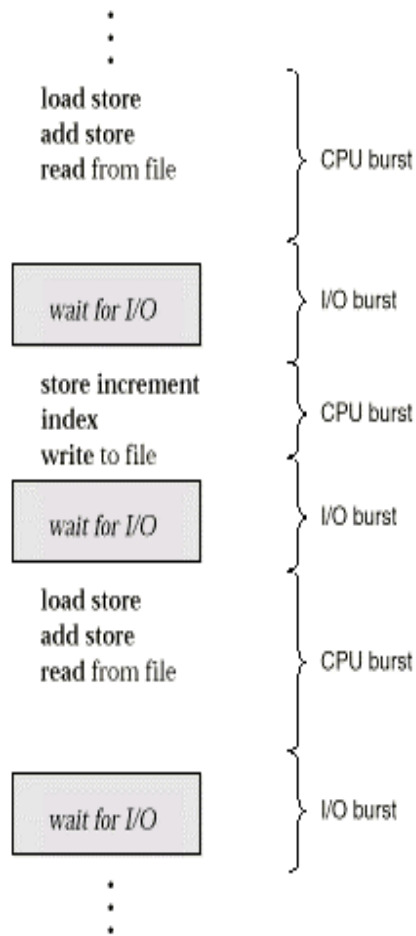 load store
add store
read from file
CPU burst
wait for I/O
I/O burst
store increment
index
write to file
CPU burst
wait for I/O
I/O burst
load store
add store
read from file
CPU burst
wait for I/O
I/O burst